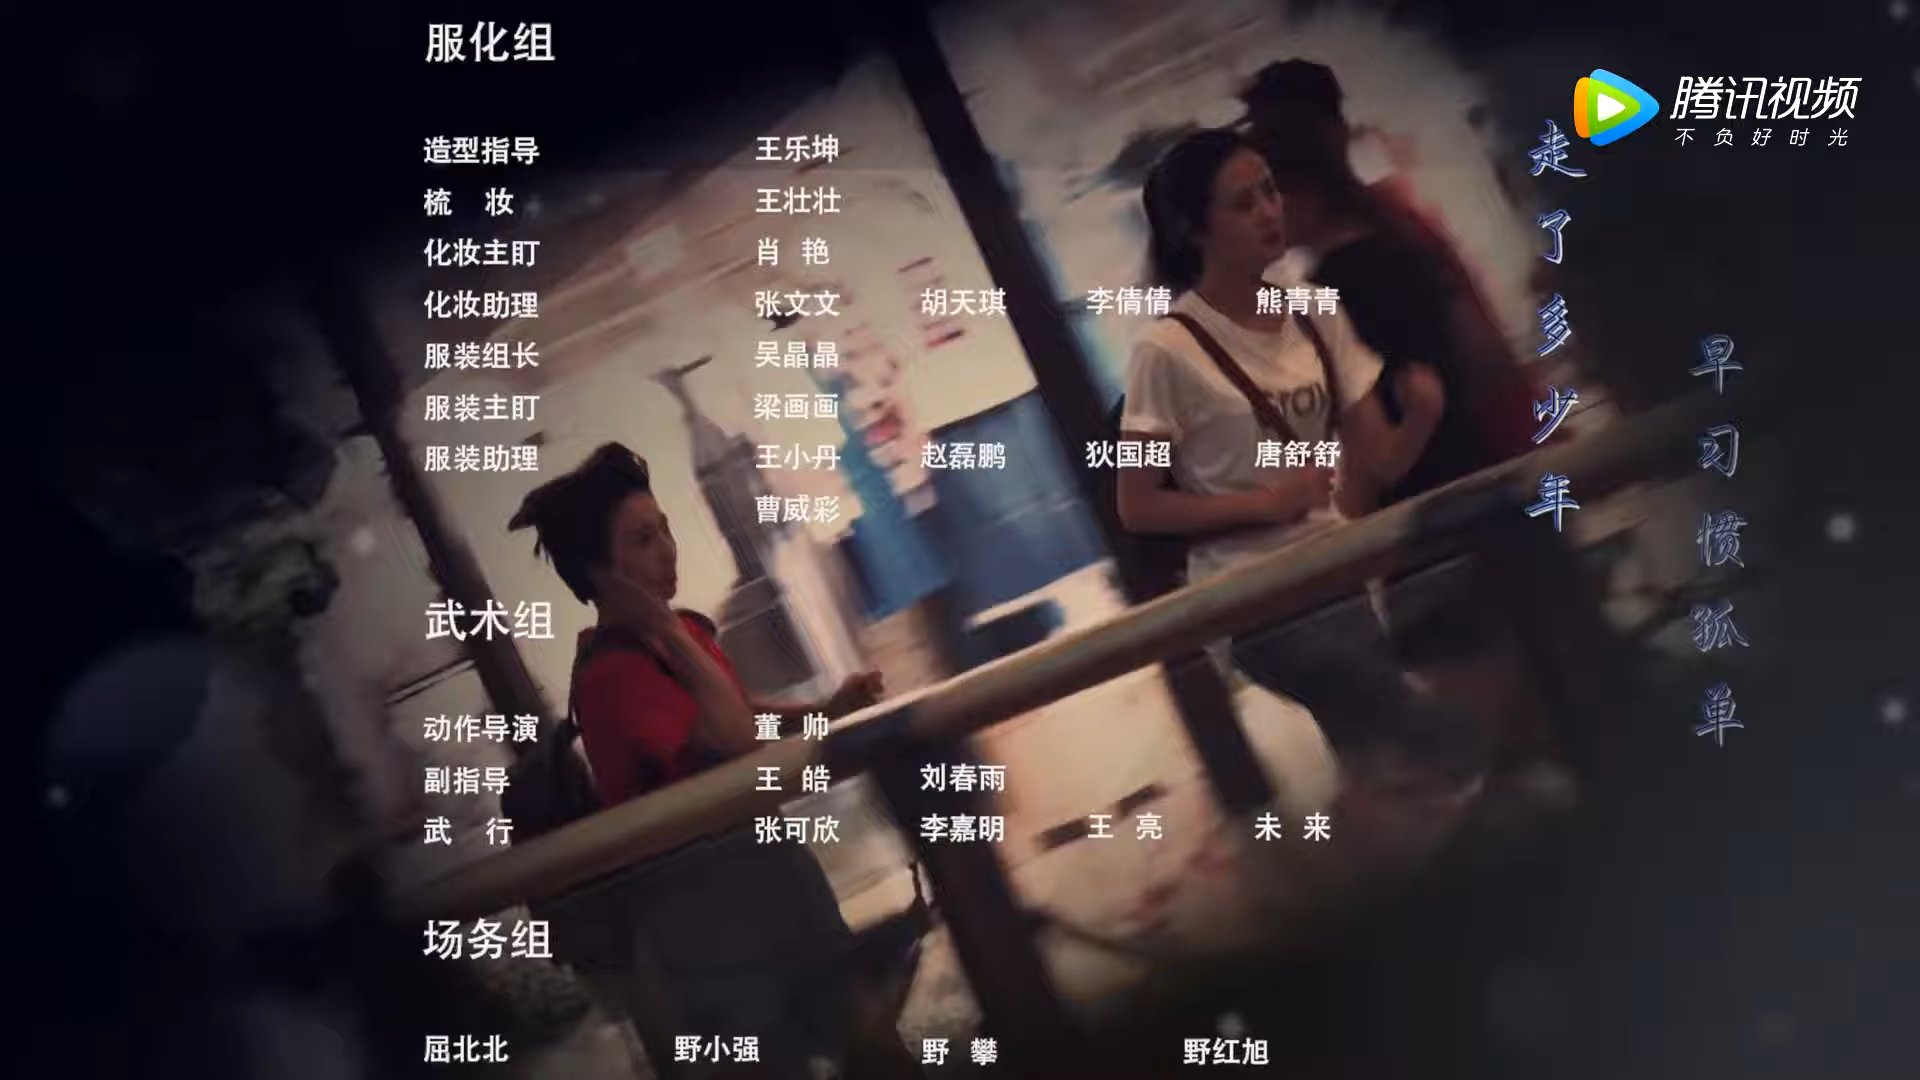 服化组
造型指导 王乐坤
梳 妆 王壮壮
化妆主盯 肖 艳
化妆助理 张文文 胡天琪 李倩倩 熊青青
服装组长 吴晶晶
服装主盯 梁画画
服装助理 王小丹 赵磊鹏 狄国超 唐舒舒
曹威彩
武术组
动作导演 董 帅
副指导 王 皓 刘春雨
武 行 张可欣 李嘉明 王 亮 未 来
场务组
屈北北 野小强 野 攀 野红旭
腾讯视频
不负好时光
走了多少年
早习惯孤单